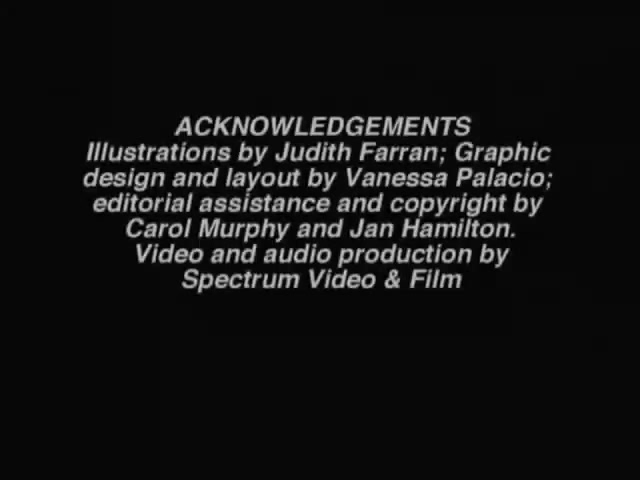 ACKNOWLEDGEMENTS
Illustrations by Judith Farran; Graphic
design and layout by Vanessa Palacio;
editorial assistance and copyright by
Carol Murphy and Jan Hamilton.
Video and audio production by
Spectrum Video & Film